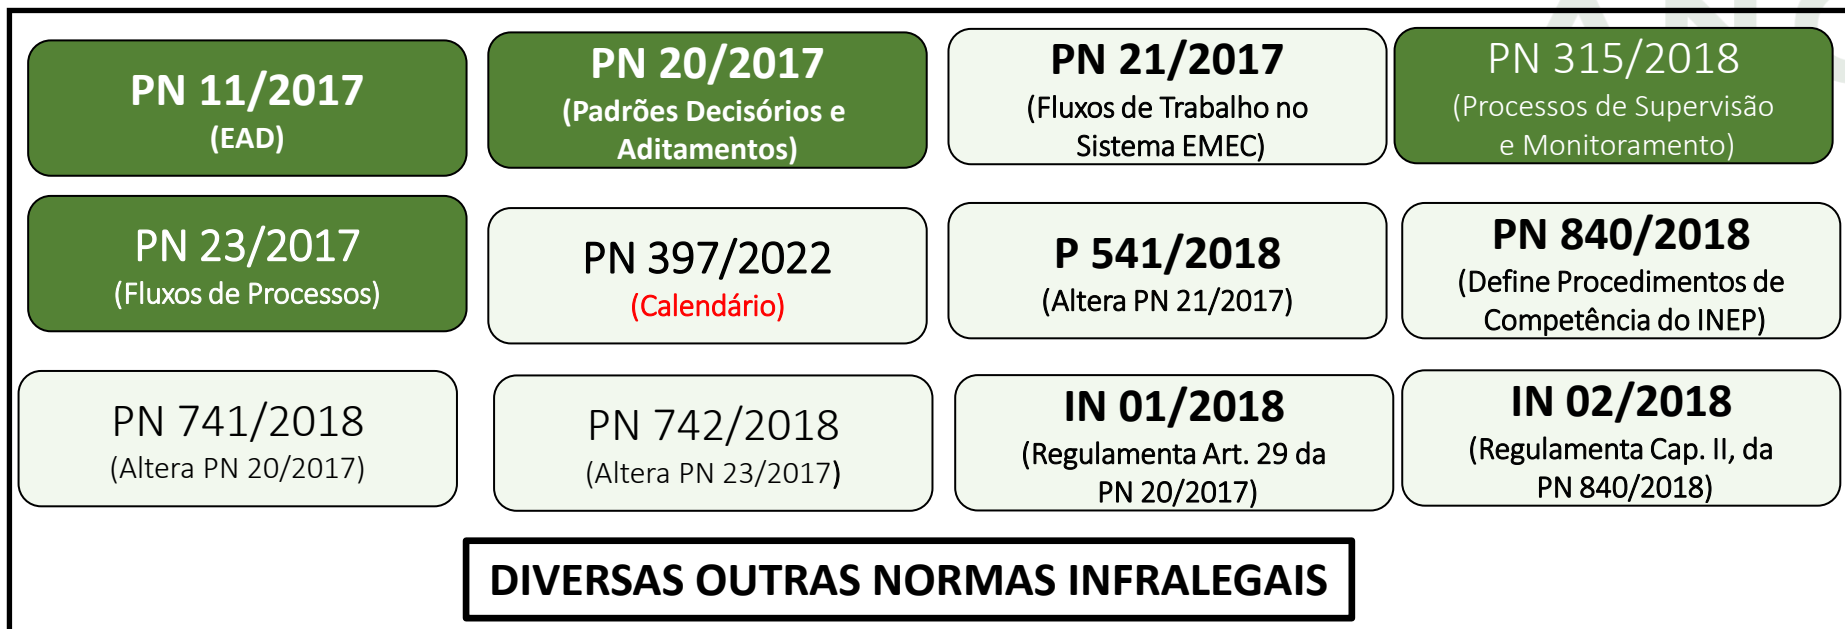 PN 11/2017
(EAD)
PN 20/2017
(Padrões Decisórios e
Aditamentos)
PN 21/2017
(Fluxos de Trabalho no
Sistema EMEC)
PN 315/2018
(Processos de Supervisão
e Monitoramento)
PN 23/2017
(Fluxos de Processos)
PN 397/2022
(Calendário)
P 541/2018
(Altera PN 21/2017)
PN 840/2018
(Define Procedimentos de
Competência do INEP)
PN 741/2018
(Altera PN 20/2017)
PN 742/2018
(Altera PN 23/2017)
IN 01/2018
(Regulamenta Art. 29 da
PN 20/2017)
IN 02/2018
(Regulamenta Cap. II, da
PN 840/2018)
DIVERSAS OUTRAS NORMAS INFRALEGAIS